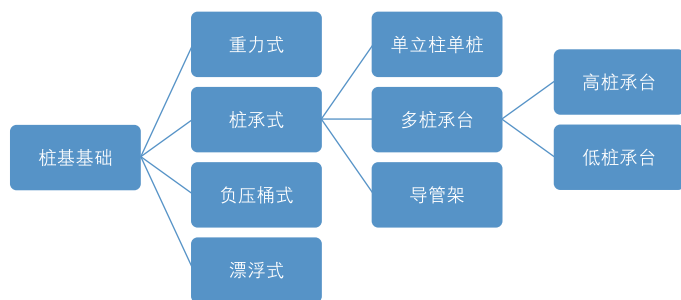 桩基基础
重力式
桩承式
负压桶式
漂浮式
单立柱单桩
多桩承台
导管架
高桩承台
低桩承台